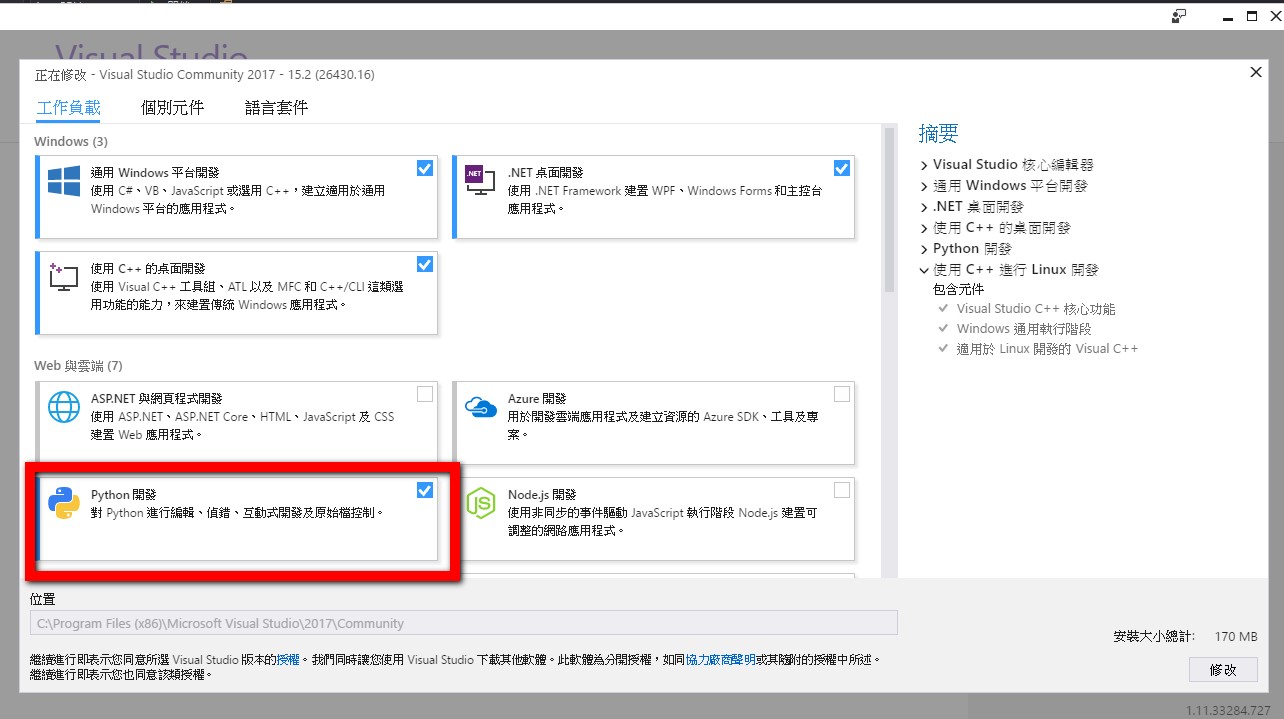 Visual Studio
正在修改 - Visual Studio Community 2017 - 15.2 (26430.16)
工作負載 個別元件 語言套件
Windows (3)
通用 Windows 平台開發
使用 C#、VB、JavaScript 或選用 C++，建立適用於通用
Windows 平台的應用程式。
.NET
.NET 桌面開發
使用 .NET Framework 建置 WPF、Windows Forms 和主控台
應用程式。
使用 C++ 的桌面開發
使用 Visual C++ 工具組、ATL 以及 MFC 和 C++/CLI 這類選
用功能的能力，來建置傳統 Windows 應用程式。
Web 與雲端 (7)
ASP.NET 與網頁程式開發
使用 ASP.NET、ASP.NET Core、HTML、JavaScript 及 CSS
建置 Web 應用程式。
Azure 開發
用於開發雲端應用程式及建立資源的 Azure SDK、工具及專
案。
Python 開發
對 Python 進行編輯、偵錯、互動式開發及原始檔控制。
JS
Node.js 開發
使用非同步的事件驅動 JavaScript 執行階段 Node.js 建置可
調整的網路應用程式。
摘要
Visual Studio 核心編輯器
通用 Windows 平台開發
.NET 桌面開發
使用 C++ 的桌面開發
Python 開發
使用 C++ 進行 Linux 開發
包含元件
Visual Studio C++ 核心功能
Windows 通用執行階段
適用於 Linux 開發的 Visual C++
位置
C:\Program Files (x86)\Microsoft Visual Studio\2017\Community
安裝大小總計: 170 MB
繼續進行即表示您同意所選 Visual Studio 版本的授權。我們同時讓您使用 Visual Studio 下載其他軟體。此軟體為分開授權，如同協力廠商聲明或其隨附的授權中所述。
繼續進行即表示您也同意該類授權。
修改
1.11.33284.727